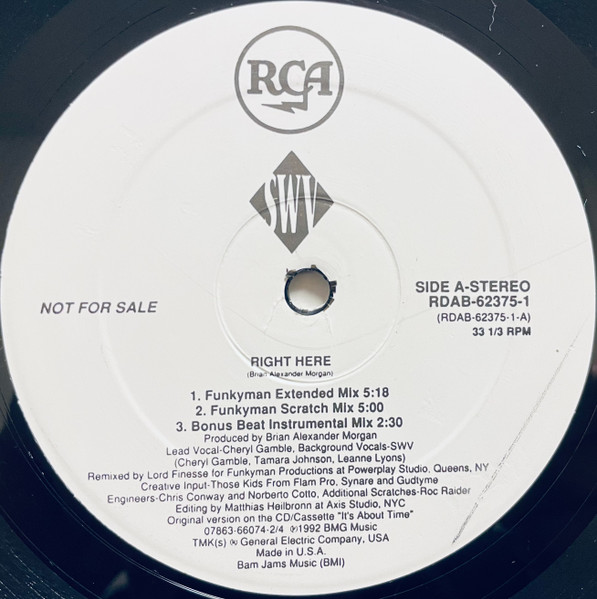 RCA
SWV
NOT FOR SALE
SIDE A-STEREO
RDAB-62375-1
(RDAB-62375-1-A)
33 1/3 RPM
RIGHT HERE
(Brian Alexander Morgan)
1. Funkyman Extended Mix 5:18
2. Funkyman Scratch Mix 5:00
3. Bonus Beat Instrumental Mix 2:30
Produced by Brian Alexander Morgan
Lead Vocal-Cheryl Gamble, Background Vocals-SWV
(Cheryl Gamble, Tamara Johnson, Leanne Lyons)
Remixed by Lord Finesse for Funkyman Productions at Powerplay Studio, Queens, NY
Creative Input-Those Kids From Flam Pro, Synare and Gudtyme
Engineers-Chris Conway and Norberto Cotto, Additional Scratches-Roc Raider
Editing by Matthias Heilbronn at Axis Studio, NYC
Original version on the CD/Cassette "It's About Time"
07863-66074-2/4 ℗1992 BMG Music
TMK(s) ® General Electric Company, USA
Made in U.S.A.
Bam Jams Music (BMI)